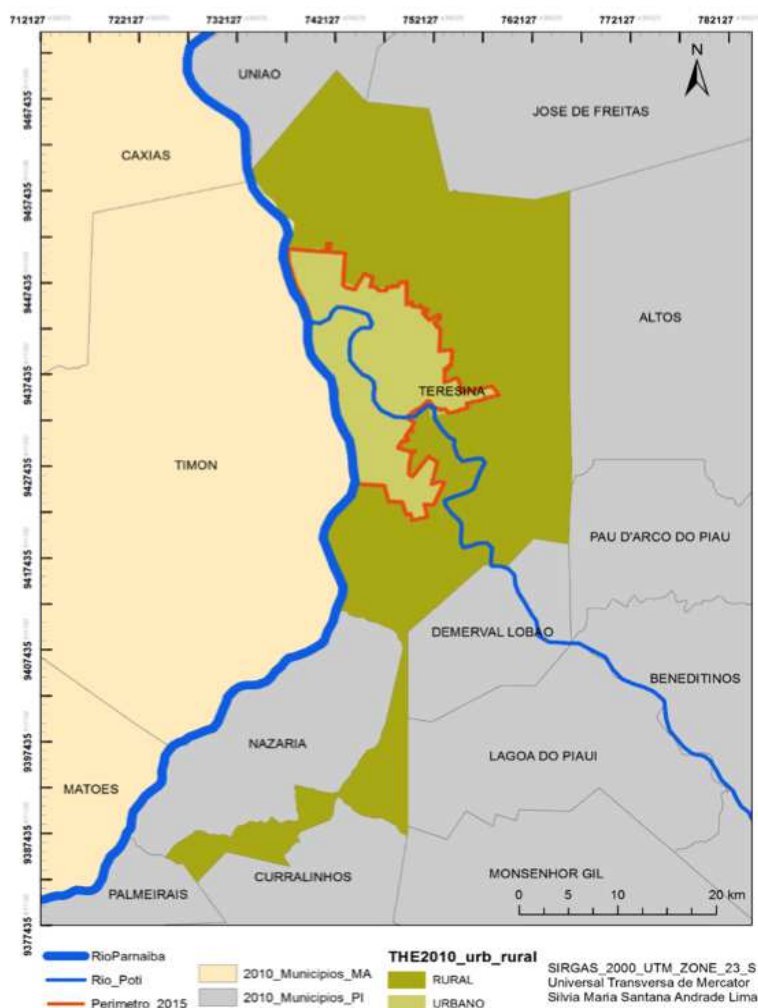 712127 722127 732127 742127 752127 762127 772127 782127
N
UNIAO
JOSE DE FREITAS
9467435
CAXIAS
9457435
9447435
ALTOS
9437435
TERESINA
TIMON
9427435
PAU D'ARCO DO PIAU
9417435
DEMERVAL LOBAO
9407435
BENEDITINOS
NAZARIA
LAGOA DO PIAUI
9397435
MATOES
9387435
CURRALINHOS
MONSENHOR GIL
PALMEIRAIS
0 5 10 20 km
9377435
RioParnaiba
Rio_Poti
Perimetro_2015
2010_Municipios_MA
2010_Municipios_PI
THE2010_urb_rural
RURAL
URBANO
SIRGAS_2000_UTM_ZONE_23_S
Universal Transversa de Mercator
Silvia Maria Santana Andrade Lima